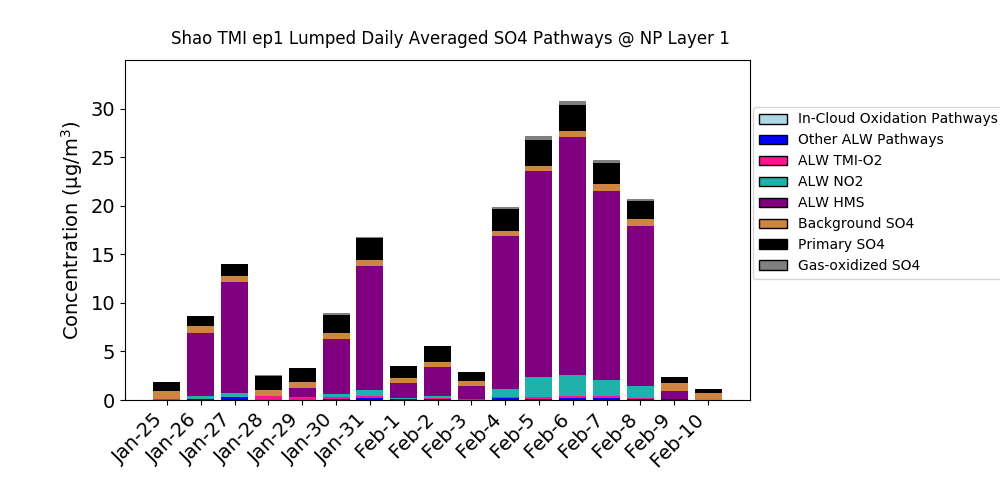 Shao TMI ep1 Lumped Daily Averaged SO4 Pathways @ NP Layer 1
Concentration (μg/m³)
30
25
20
15
10
5
0
Jan-25
Jan-26
Jan-27
Jan-28
Jan-29
Jan-30
Jan-31
Feb-1
Feb-2
Feb-3
Feb-4
Feb-5
Feb-6
Feb-7
Feb-8
Feb-9
Feb-10
In-Cloud Oxidation Pathways
Other ALW Pathways
ALW TMI-O2
ALW NO2
ALW HMS
Background SO4
Primary SO4
Gas-oxidized SO4